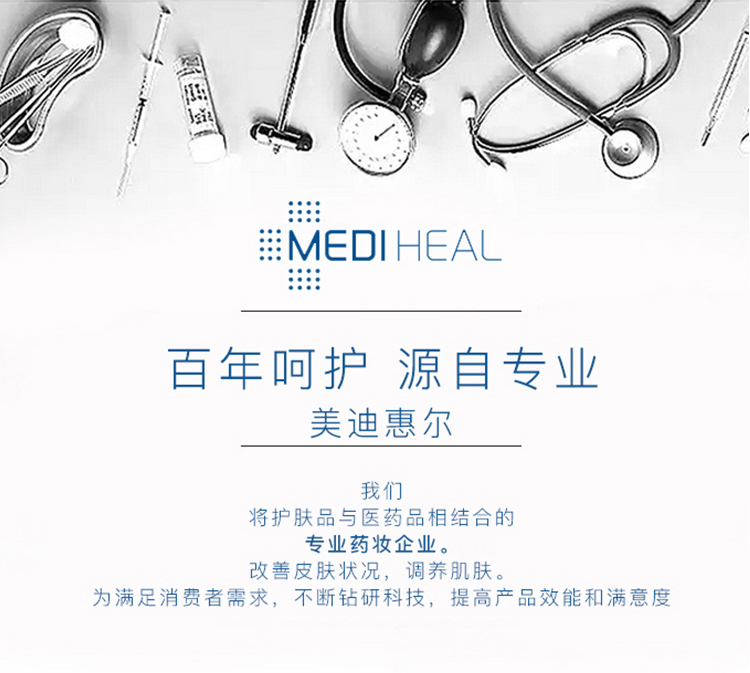 MEDIHEAL
百年呵护 源自专业
美迪惠尔
我们
将护肤品与医药品相结合的
专业药妆企业。
改善皮肤状况，调养肌肤。
为满足消费者需求，不断钻研科技，提高产品效能和满意度